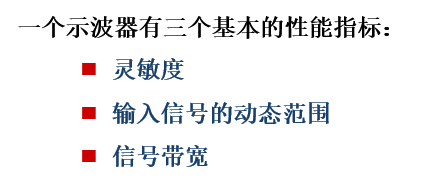 一个示波器有三个基本的性能指标：
灵敏度
输入信号的动态范围
信号带宽